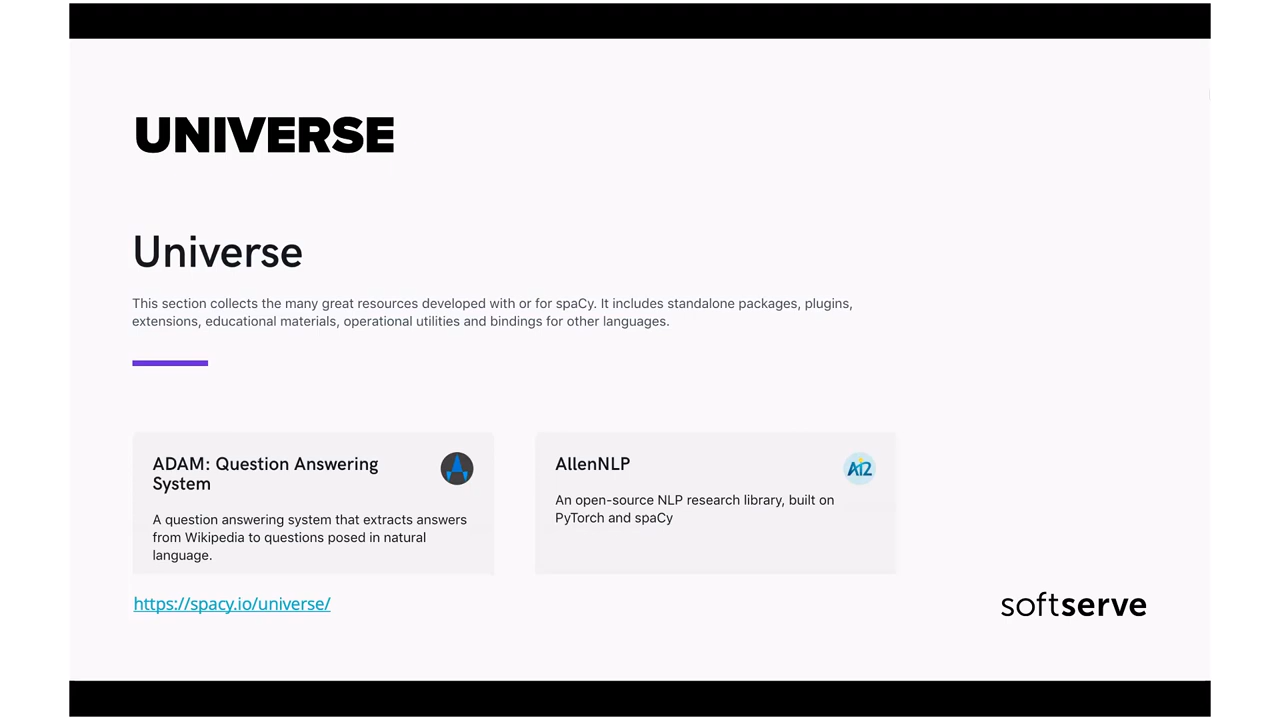 UNIVERSE
Universe
This section collects the many great resources developed with or for spaCy. It includes standalone packages, plugins,
extensions, educational materials, operational utilities and bindings for other languages.
ADAM: Question Answering
System
A question answering system that extracts answers
from Wikipedia to questions posed in natural
language.
AllenNLP
Ai2
An open-source NLP research library, built on
PyTorch and spaCy
https://spacy.io/universe/
softserve